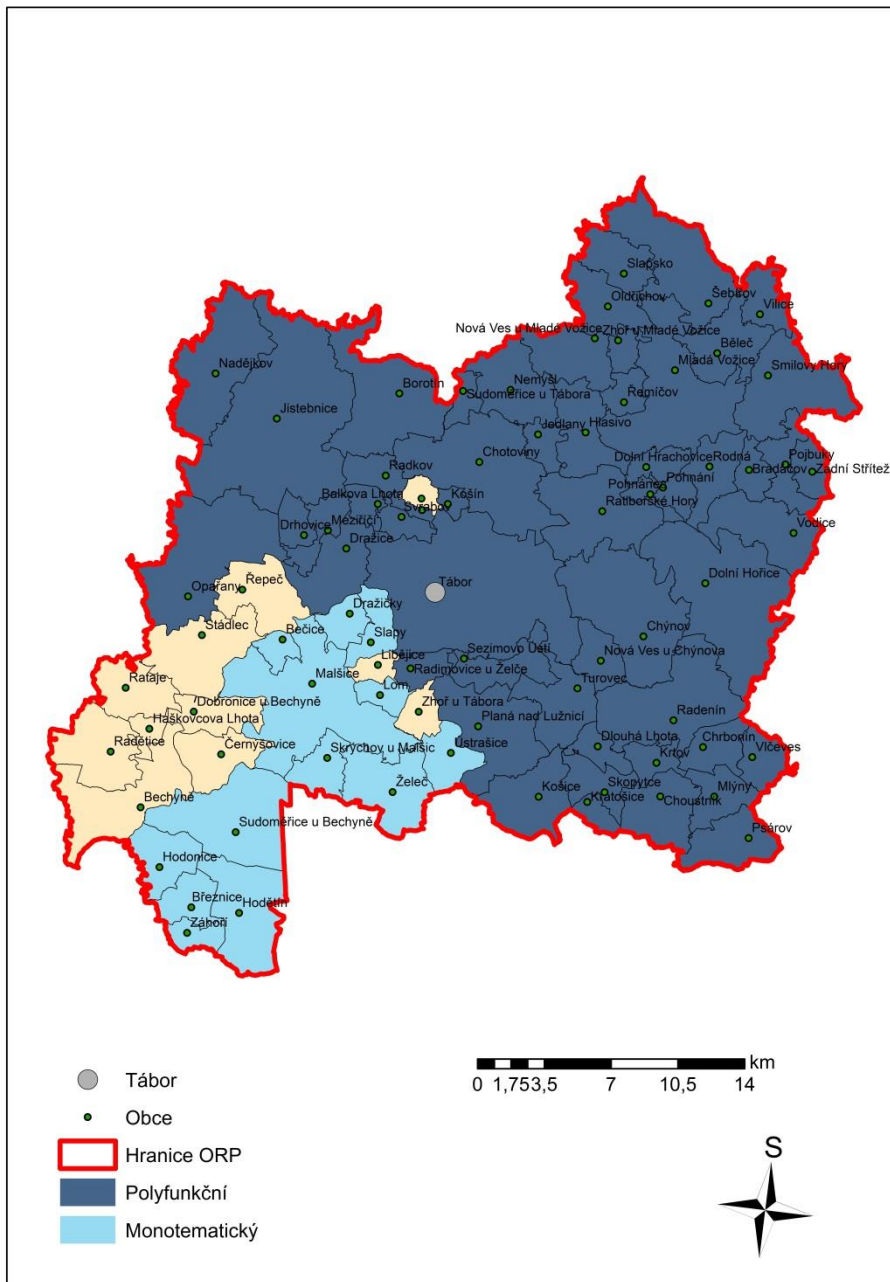 Slapsko
Oldřichov
Šebířov
Vilice
Nová Ves u Mladé Vožice
Zhoř u Mladé Vožice
Běleč
Mladá Vožice
Smilovy Hory
Nadějkov
Borotín
Nemyšl
Sudoměřice u Tábora
Řemíčov
Jistebnice
Jedlany
Hlasivo
Chotoviny
Dolní Hrachovice
Rodná
Pojbuky
Radkov
Pohnání
Bradáčov
Zadní Střítež
Pohnánec
Balkova Lhota
Košín
Ratibořské Hory
Svrabov
Drhovice
Meziříčí
Vodice
Dražice
Opařany
Řepeč
Tábor
Dolní Hořice
Dražičky
Stádlec
Bečice
Slapy
Chýnov
Sezimovo Ústí
Libějice
Radimovice u Želče
Nová Ves u Chýnova
Rataje
Malšice
Lom
Turovec
Dobronice u Bechyně
Zhoř u Tábora
Haškovcova Lhota
Planá nad Lužnicí
Radenín
Radětice
Černýšovice
Skrýchov u Malšic
Ústrašice
Dlouhá Lhota
Krtov
Chrbonín
Vlčeves
Želeč
Bechyně
Košice
Skopytce
Krátošice
Choustník
Mlýny
Sudoměřice u Bechyně
Psárov
Hodonice
Březnice
Hodětín
Záhoří
Tábor
Obce
Hranice ORP
Polyfunkční
Monotematický
km
0 1,75 3,5 7 10,5 14
S